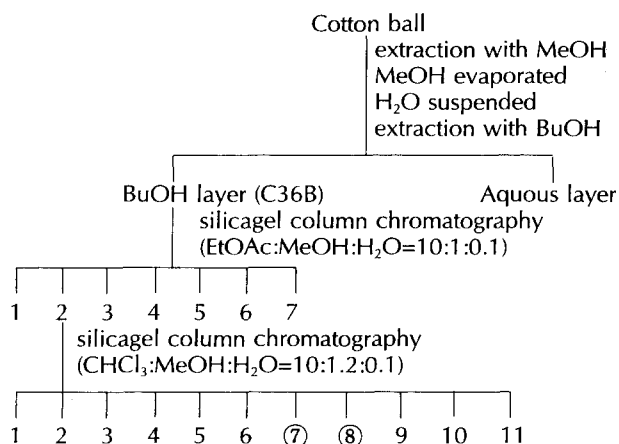 Cotton ball
extraction with MeOH
MeOH evaporated
H₂O suspended
extraction with BuOH
BuOH layer (C36B) Aquous layer
silicagel column chromatography
(EtOAc:MeOH:H₂O=10:1:0.1)
1 2 3 4 5 6 7
silicagel column chromatography
(CHCl₃:MeOH:H₂O=10:1.2:0.1)
1 2 3 4 5 6 ⑦ ⑧ 9 10 11